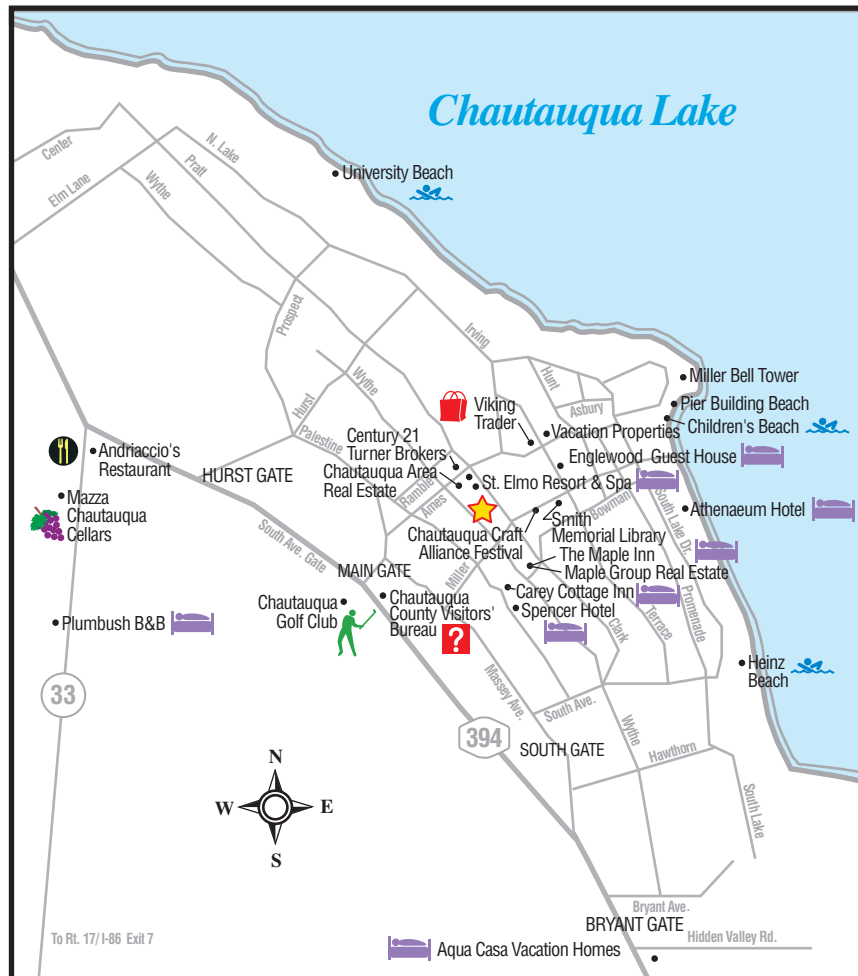 Chautauqua Lake
Center
Elm Lane
N. Lake
Pratt
Wythe
University Beach
Prospect
Irving
Hurst
Wythe
Hunt
Asbury
Palestine
Miller Bell Tower
Pier Building Beach
Children's Beach
Viking
Trader
Vacation Properties
Century 21
Turner Brokers
Chautauqua Area
Real Estate
Englewood Guest House
Andriaccio's
Restaurant
HURST GATE
Ramble
Ames
St. Elmo Resort & Spa
Bowman
South Lake Dr.
Athenaeum Hotel
Mazza
Chautauqua
Cellars
South Ave. Gate
Chautauqua Craft
Alliance Festival
Smith
Memorial Library
The Maple Inn
Maple Group Real Estate
MAIN GATE
Miller
Carey Cottage Inn
Spencer Hotel
Chautauqua
Golf Club
Chautauqua
County Visitors'
Bureau
?
Plumbush B&B
Clark
Terrace
Promenade
Heinz
Beach
33
Massey Ave.
South Ave.
Wythe
394
SOUTH GATE
Hawthorn
South Lake
N
W
E
S
Bryant Ave.
BRYANT GATE
Hidden Valley Rd.
To Rt. 17/I-86 Exit 7
Aqua Casa Vacation Homes